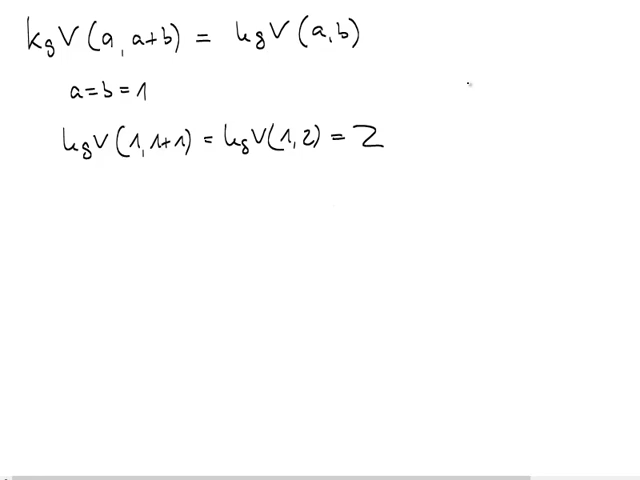 kgV(a, a+b) = kgV(a,b)
a=b=1
kgV(1,1+1) = kgV(1,2) = 2